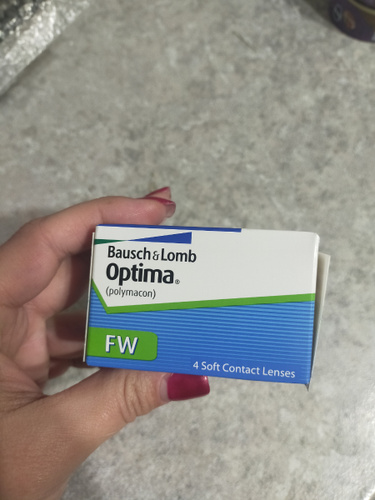 Bausch & Lomb
Optima®
(polymacon)
FW
4 Soft Contact Lenses